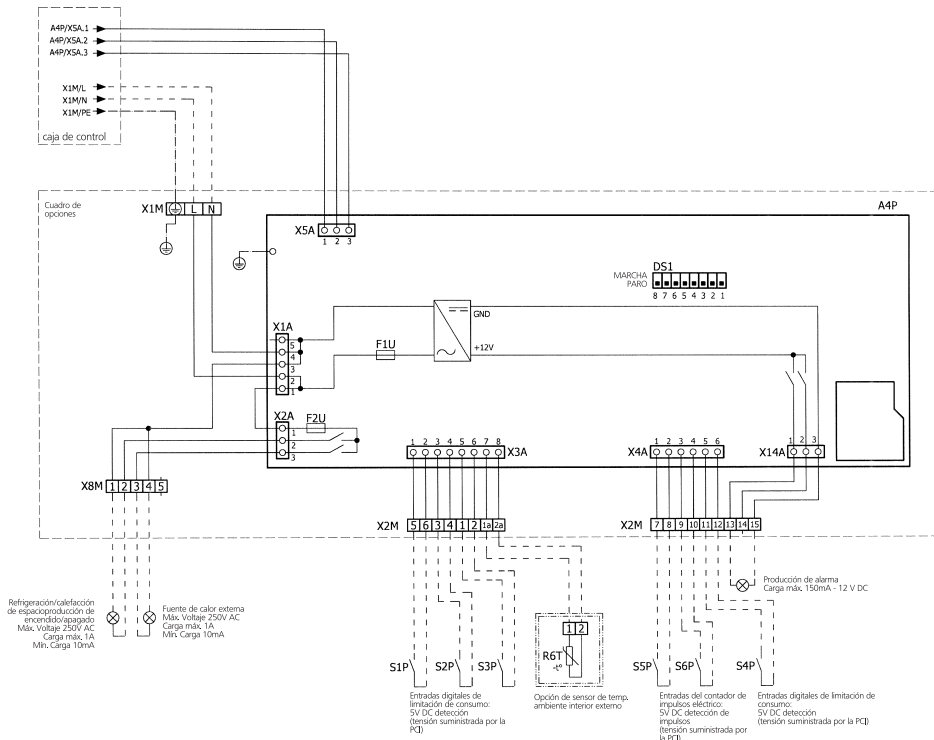 A4P/X5A.1
A4P/X5A.2
A4P/X5A.3
X1M/L
X1M/N
X1M/PE
caja de control
Cuadro de
opciones
X1M
L N
A4P
X5A
1 2 3
DS1
MARCHA
PARO
8 7 6 5 4 3 2 1
GND
+12V
X1A
5
4
3
2
1
F1U
X2A
F2U
1
2
3
1 2 3 4 5 6 7 8
X3A
X4A
1 2 3 4 5 6
X14A
1 2 3
X8M
1 2 3 4 5
X2M
5 6 3 4 1 2 1a 2a
X2M
7 8 9 10 11 12 13 14 15
Refrigeración/calefacción
de espacioproducción de
encendido/apagado
Máx. Voltaje 250V AC
Carga máx. 1A
Mín. Carga 10mA
Fuente de calor externa
Máx. Voltaje 250V AC
Carga máx. 1A
Mín. Carga 10mA
Producción de alarma
Carga máx. 150mA - 12 V DC
S1P
S2P
S3P
1 2
R6T
-t°
S5P
S6P
S4P
Entradas digitales de
limitación de consumo:
5V DC detección
(tensión suministrada por la
PCI)
Opción de sensor de temp.
ambiente interior externo
Entradas del contador de
impulsos eléctrico:
5V DC detección de
impulsos
(tensión suministrada por
la PCI)
Entradas digitales de limitación de
consumo:
5V DC detección
(tensión suministrada por la PCI)